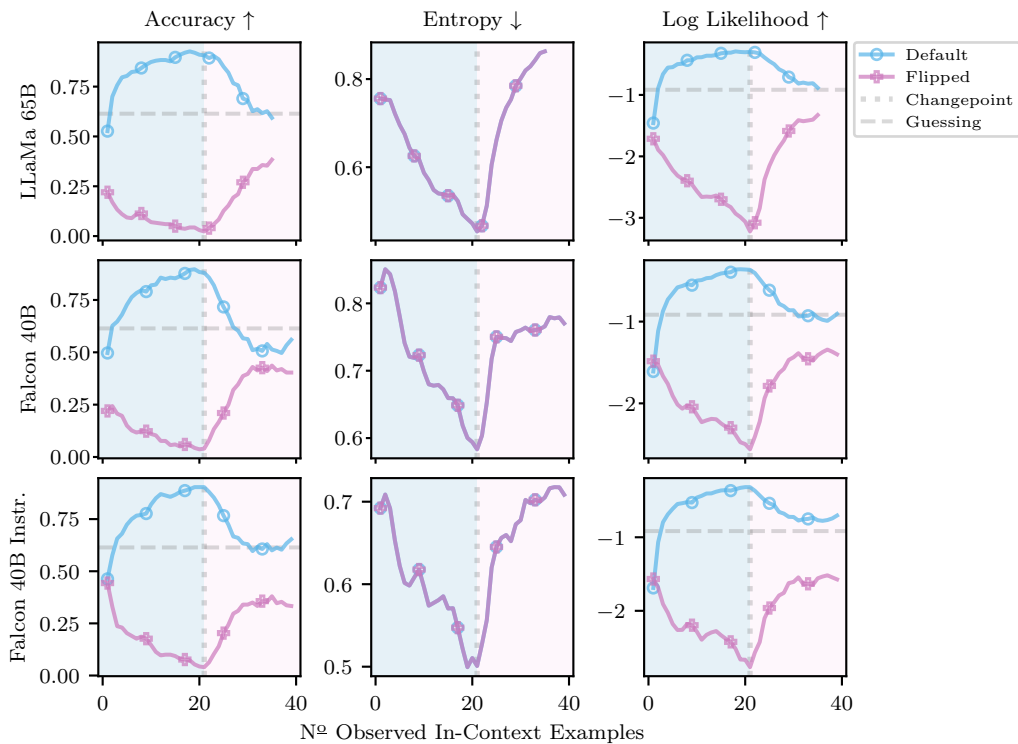 Accuracy ↑
Entropy ↓
Log Likelihood ↑
Default
Flipped
Changepoint
Guessing
LLaMa 65B
0.75
0.50
0.25
0.00
0.8
0.6
−1
−2
−3
Falcon 40B
0.75
0.50
0.25
0.00
0.8
0.7
0.6
−1
−2
Falcon 40B Instr.
0.75
0.50
0.25
0.00
0.7
0.6
0.5
−1
−2
0 20 40
0 20 40
0 20 40
Nº Observed In-Context Examples